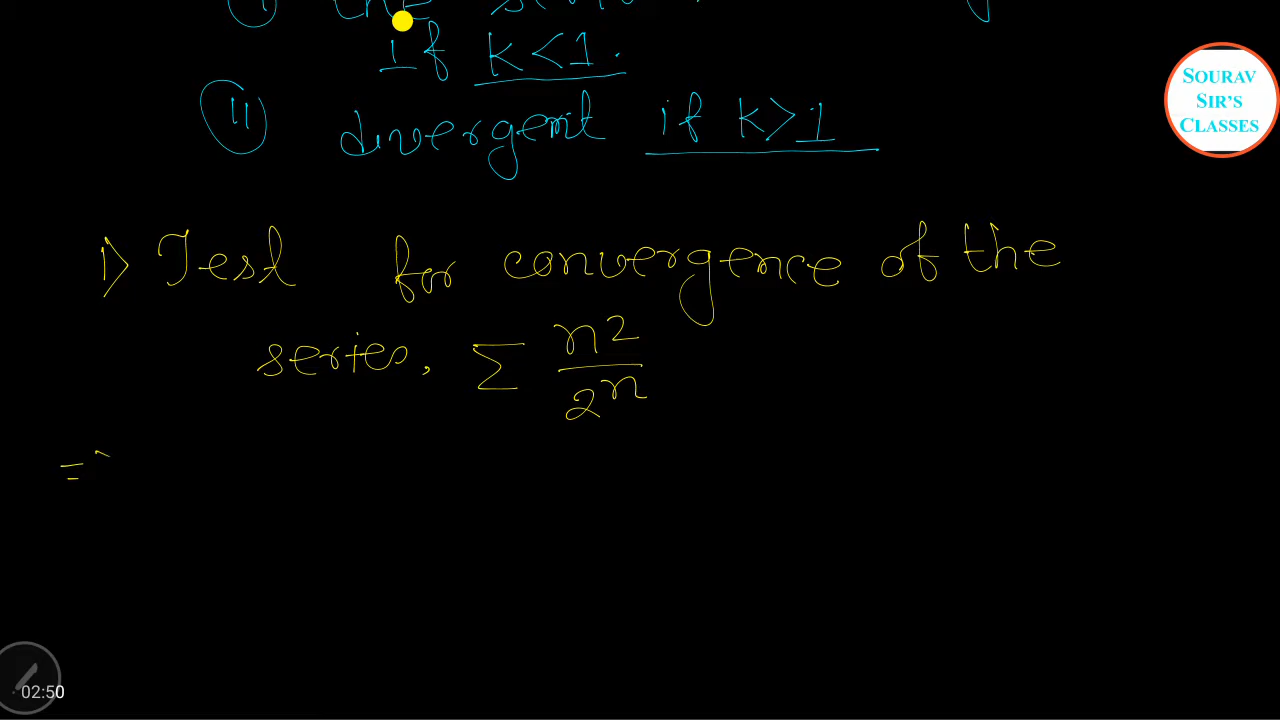 the
if K < 1.
II divergent if K > 1
SOURAV
SIR'S
CLASSES
1) Test for convergence of the
series, Σ n²/2ⁿ
=
02:50